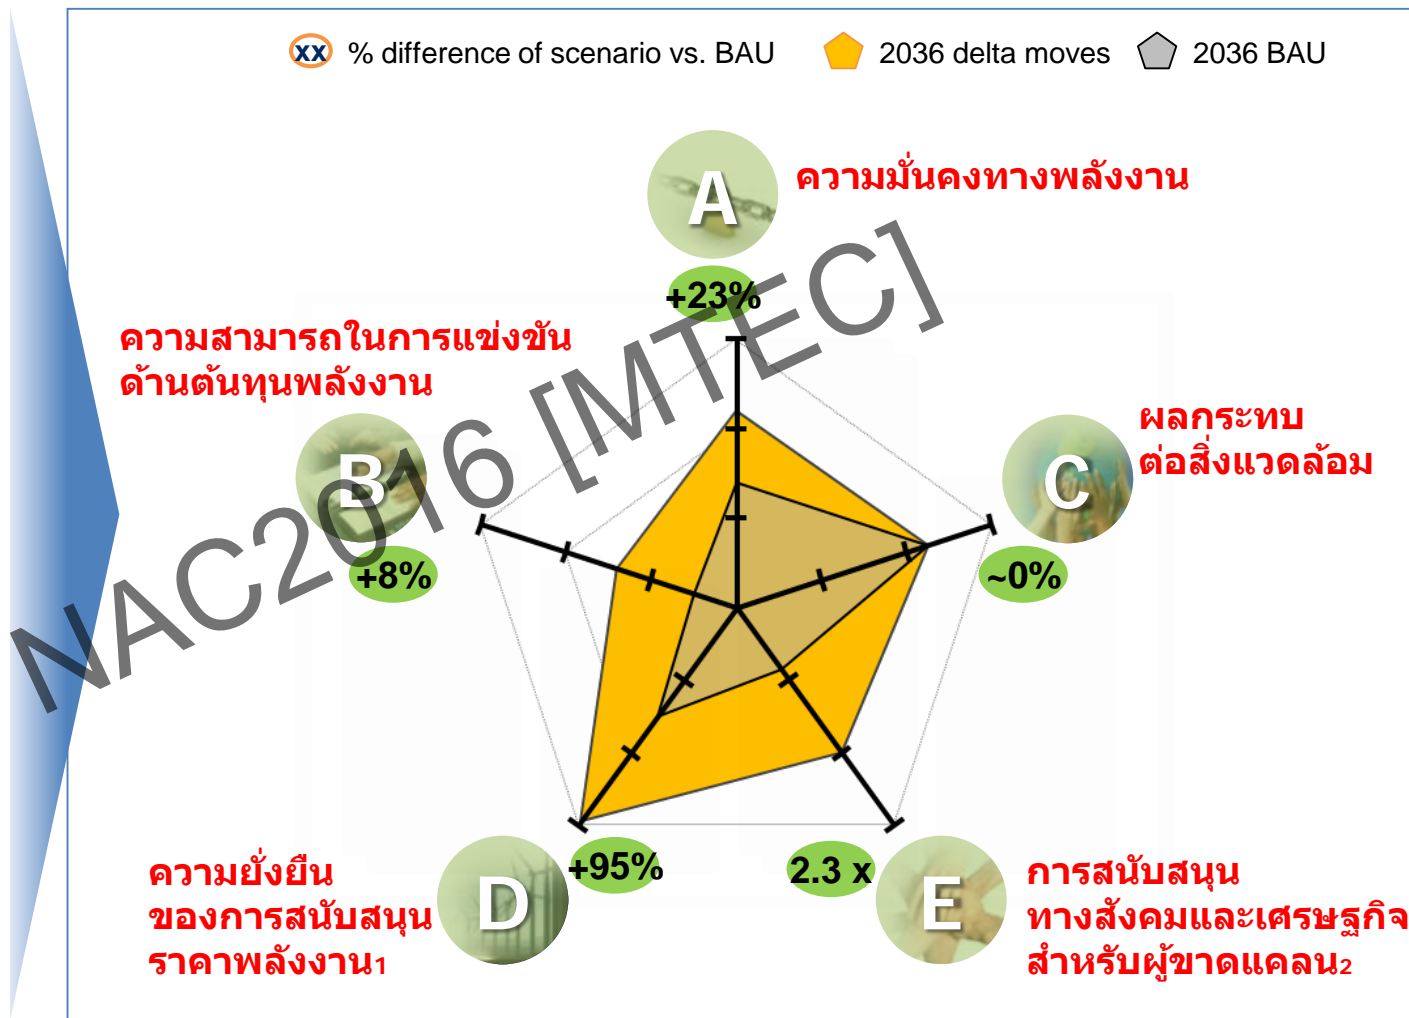 xx % difference of scenario vs. BAU 2036 delta moves 2036 BAU
A ความมั่นคงทางพลังงาน
+23%
ความสามารถในการแข่งขัน
ด้านต้นทุนพลังงาน
B
+8%
ผลกระทบ
ต่อสิ่งแวดล้อม
C
~0%
NAC2016 [MTEC]
ความยั่งยืน
ของการสนับสนุน
ราคาพลังงาน1
D
+95%
2.3 x
E
การสนับสนุน
ทางสังคมและเศรษฐกิจ
สำหรับผู้ขาดแคลน2